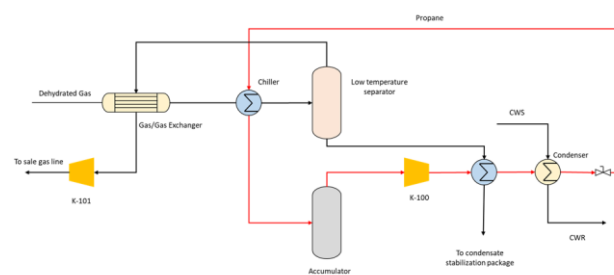 Propane
Chiller
Low temperature
separator
Dehydrated Gas
Gas/Gas Exchanger
CWS
Condenser
To sale gas line
K-101
K-100
CWR
To condensate
stabilization package
Accumulator